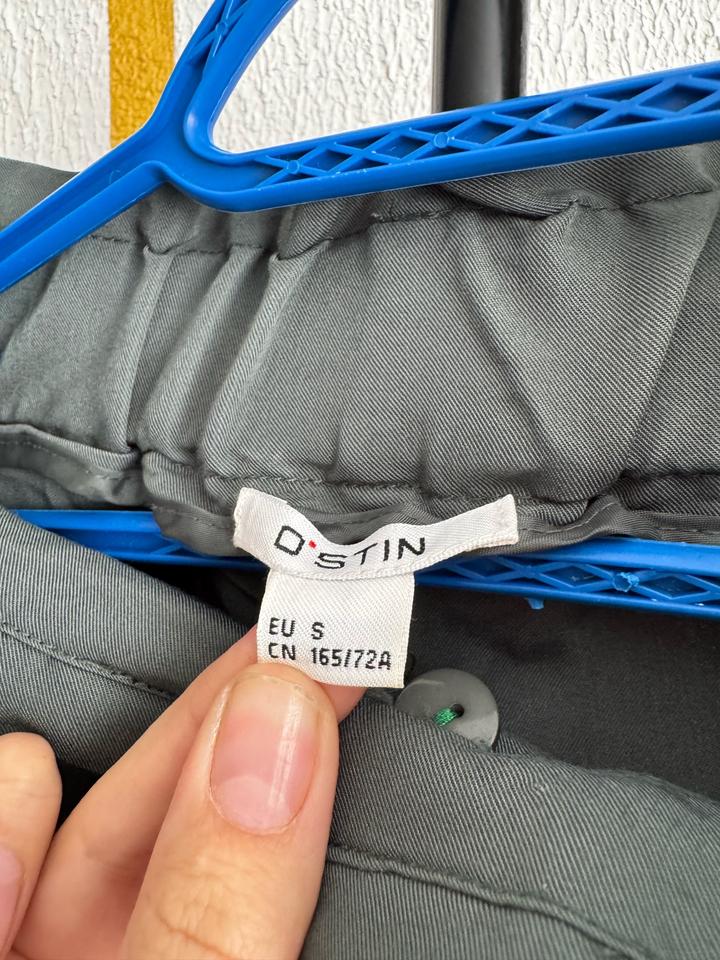 D'STIN
EU S
CN 165/72A